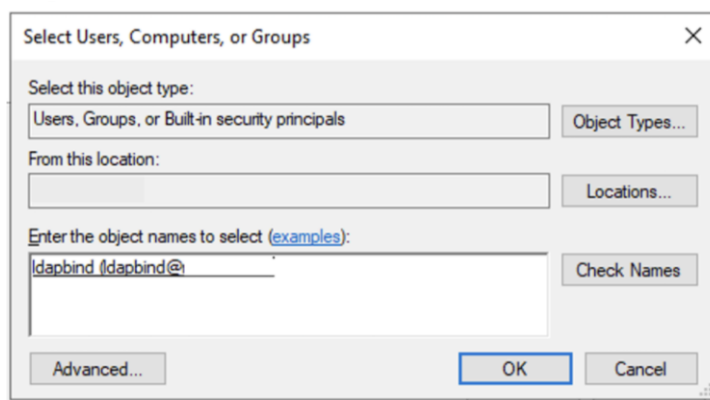 Select Users, Computers, or Groups
Select this object type:
Users, Groups, or Built-in security principals
Object Types...
From this location:
Locations...
Enter the object names to select (examples):
ldapbind (ldapbind@
Check Names
Advanced...
OK
Cancel